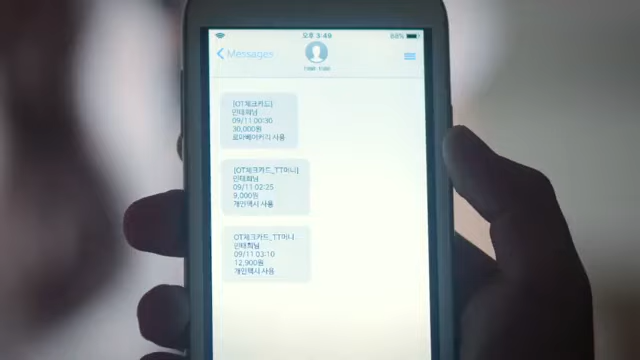 오후 3:49
88%
Messages
[OT체크카드]
민태희님
09/11 00:30
30,000원
로마베이커리 사용
[OT체크카드_TT머니]
민태희님
09/11 02:25
9,000원
개인택시 사용
OT체크카드_TT머니
민태희님
09/11 03:10
12,900원
개인택시 사용